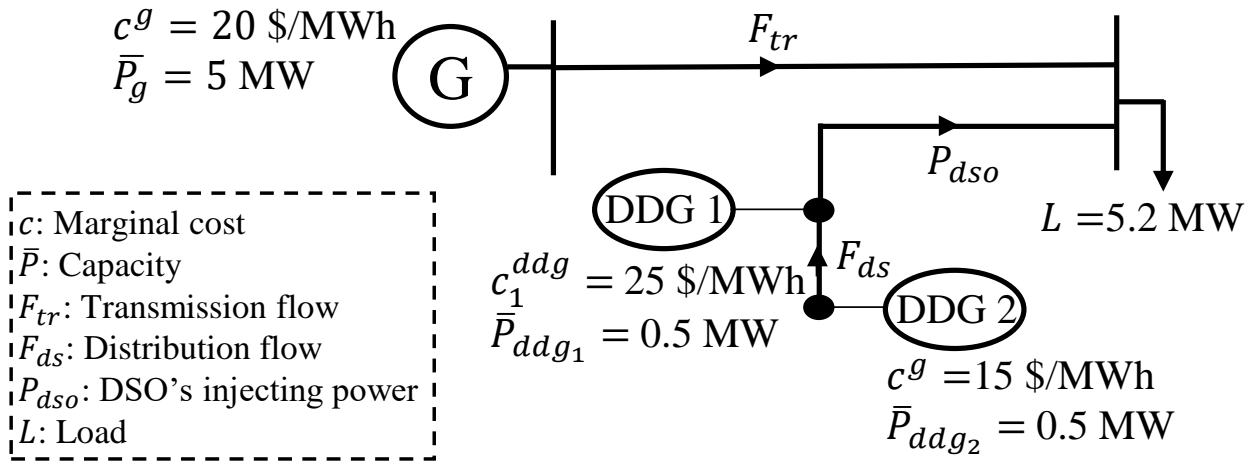 c^g = 20 $/MWh
P̅_g = 5 MW
G
F_tr
P_dso
L =5.2 MW
DDG 1
F_ds
c_1^ddg = 25 $/MWh
P̅_ddg_1 = 0.5 MW
DDG 2
c^g =15 $/MWh
P̅_ddg_2 = 0.5 MW
c: Marginal cost
P̅: Capacity
F_tr: Transmission flow
F_ds: Distribution flow
P_dso: DSO's injecting power
L: Load